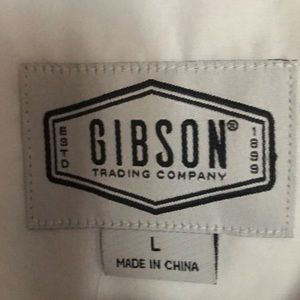 GIBSON®
ESTD
1899
TRADING COMPANY
L
MADE IN CHINA